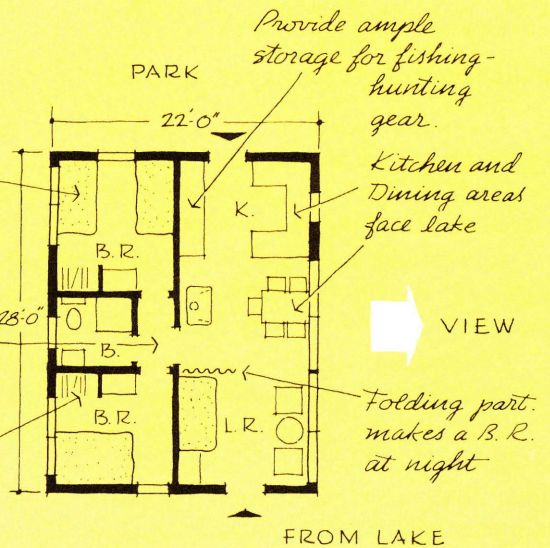 Provide ample
storage for fishing-
hunting
gear.
PARK
22'-0"
Kitchen and
Dining areas
face lake
K.
B.R.
28'-0"
B.
VIEW
B.R.
L.R.
Folding part.
makes a B.R.
at night
FROM LAKE